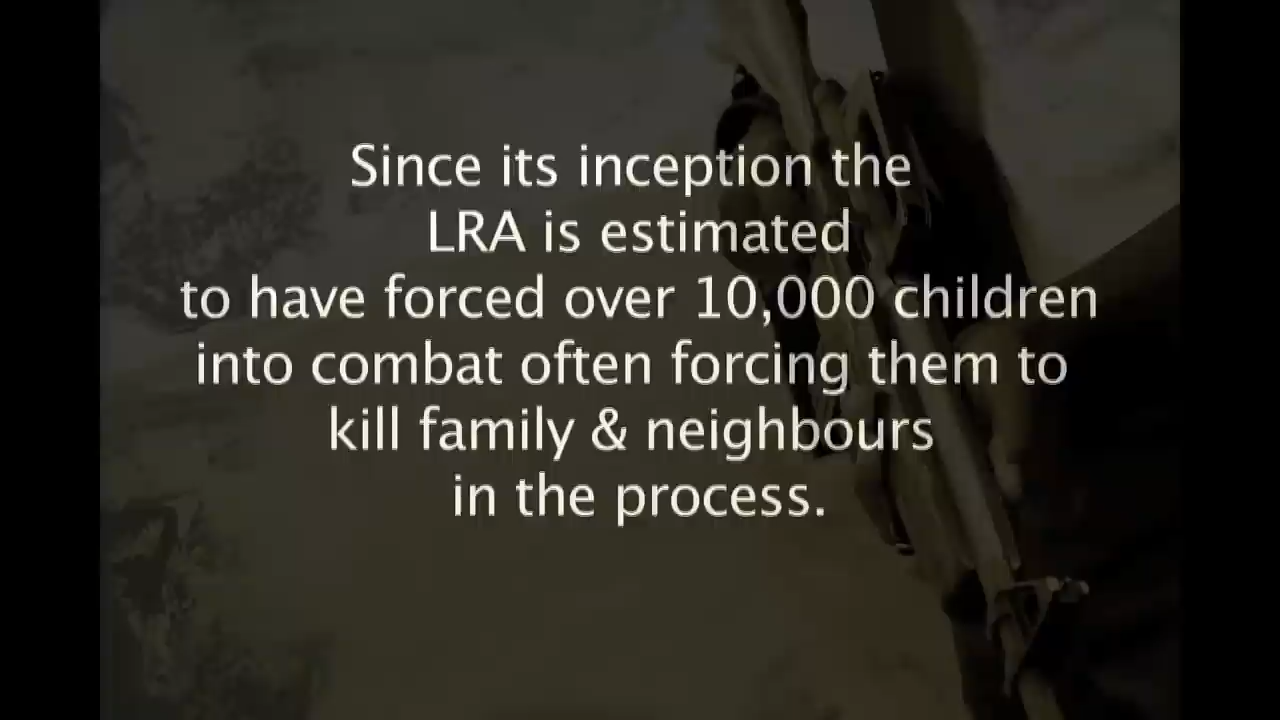 Since its inception the
LRA is estimated
to have forced over 10,000 children
into combat often forcing them to
kill family & neighbours
in the process.